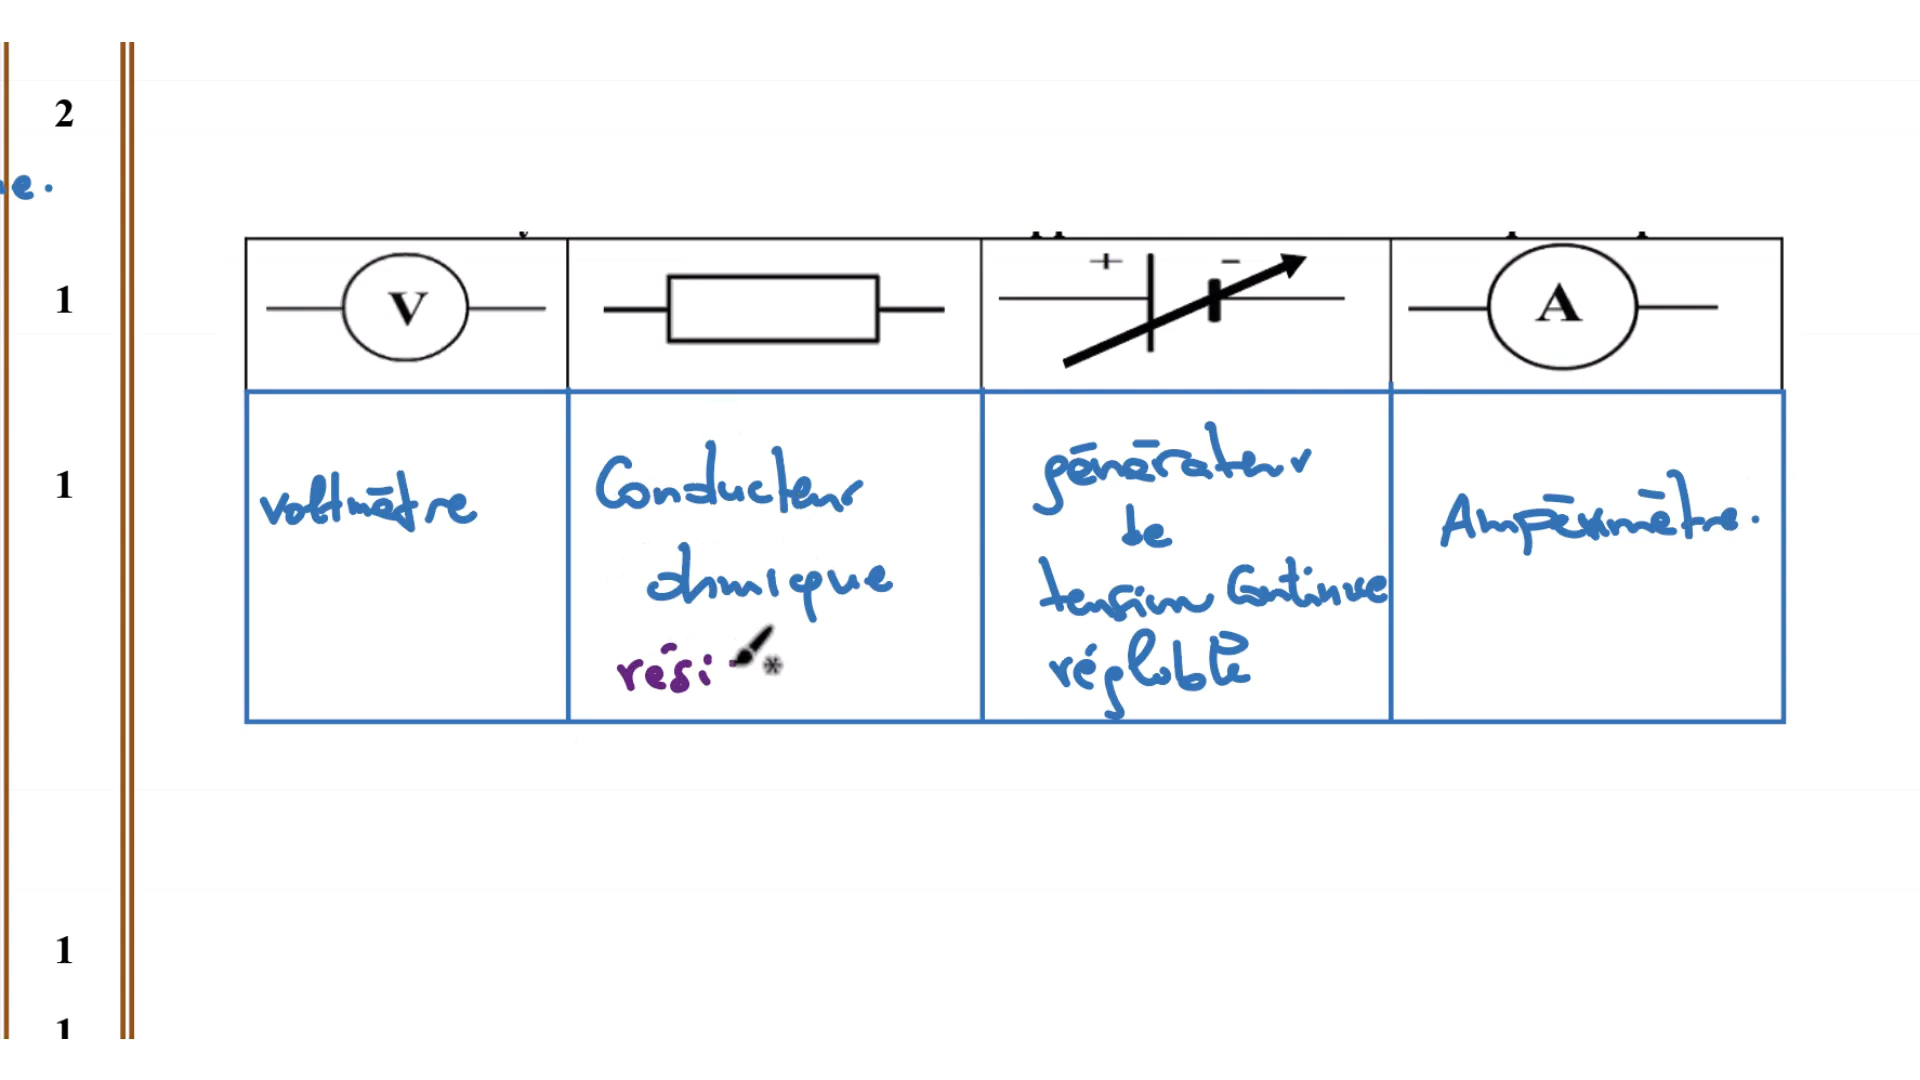 2
e.
1
V
+ -
A
1
voltmètre
Conducteur
ohmique
rési
générateur
de
tension Continue
réglable
Ampèremètre.
1
1